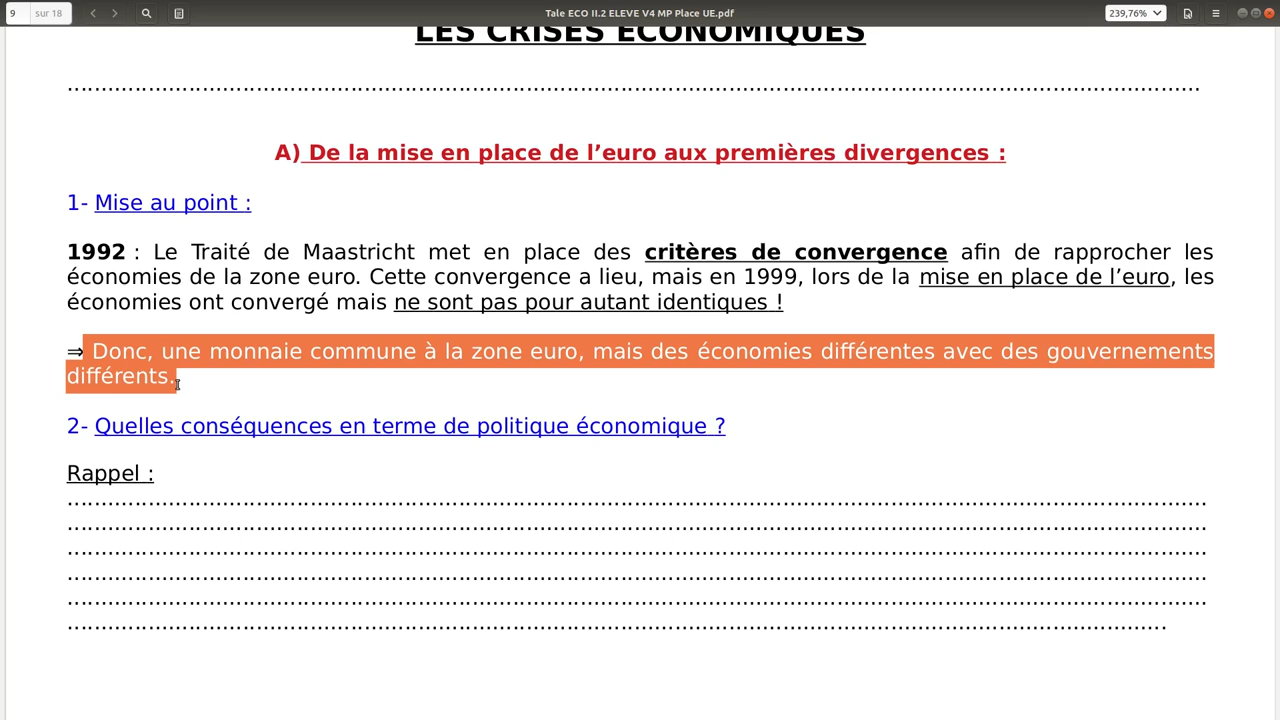 9 sur 18 Tale ECO II.2 ELEVE V4 MP Place UE.pdf 239,76%
LES CRISES ECONOMIQUES
................................................................................
A) De la mise en place de l’euro aux premières divergences :
1- Mise au point :
1992 : Le Traité de Maastricht met en place des critères de convergence afin de rapprocher les
économies de la zone euro. Cette convergence a lieu, mais en 1999, lors de la mise en place de l’euro, les
économies ont convergé mais ne sont pas pour autant identiques !
⇒ Donc, une monnaie commune à la zone euro, mais des économies différentes avec des gouvernements
différents.
2- Quelles conséquences en terme de politique économique ?
Rappel :
................................................................................
................................................................................
................................................................................
................................................................................
................................................................................
................................................................................